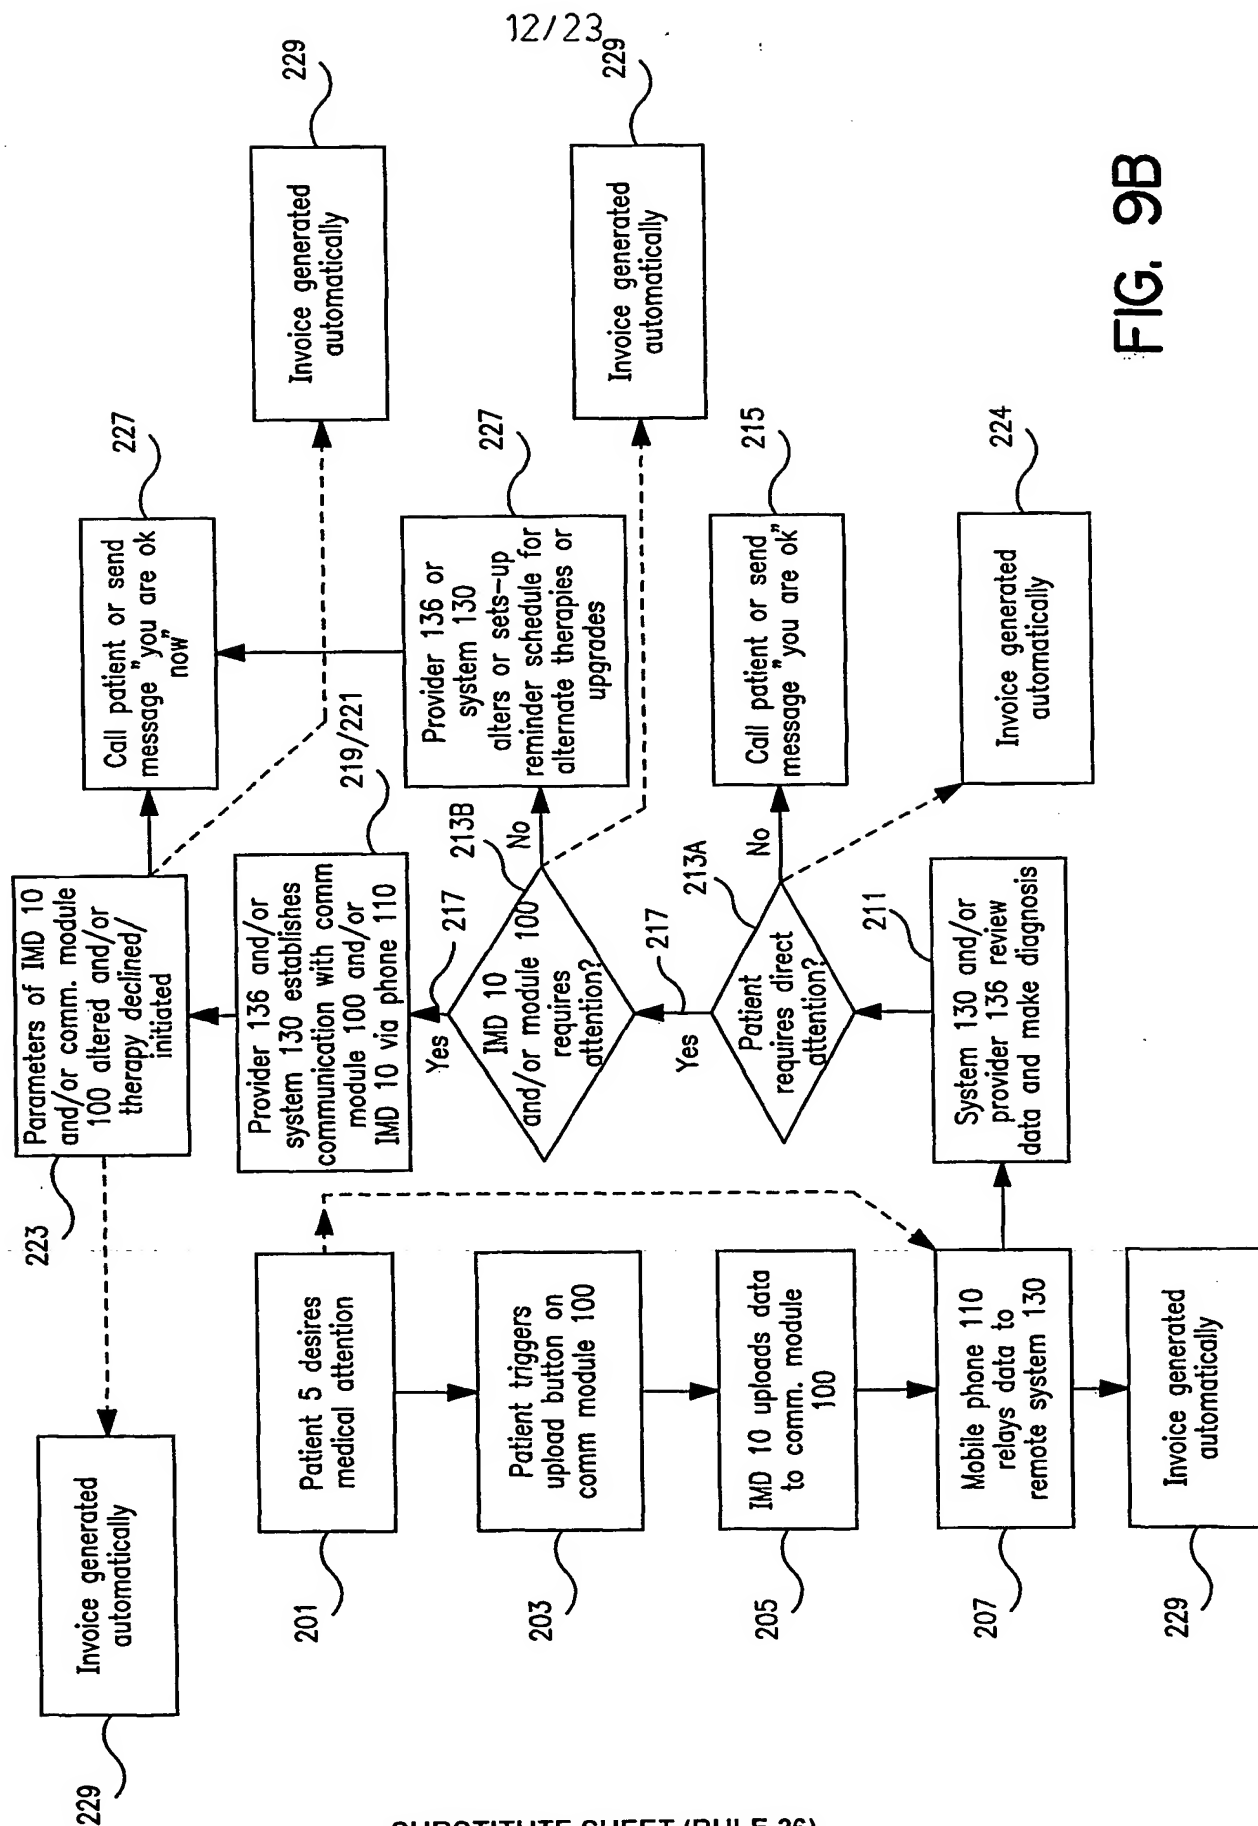 12/23
229
Invoice generated
automatically
223
Parameters of IMD 10
and/or comm. module
100 altered and/or
therapy declined/
initiated
227
Call patient or send
message "you are ok
now"
229
Invoice generated
automatically
201
Patient 5 desires
medical attention
219/221
Provider 136 and/or
system 130 establishes
communication with comm
module 100 and/or
IMD 10 via phone 110
217
Yes
203
Patient triggers
upload button on
comm module 100
213B
IMD 10
and/or module 100
requires
attention?
No
227
Provider 136 or
system 130
alters or sets-up
reminder schedule for
alternate therapies or
upgrades
229
Invoice generated
automatically
217
Yes
205
IMD 10 uploads data
to comm. module
100
213A
Patient
requires direct
attention?
No
215
Call patient or send
message "you are ok"
207
Mobile phone 110
relays data to
remote system 130
211
System 130 and/or
provider 136 review
data and make diagnosis
224
Invoice generated
automatically
229
Invoice generated
automatically
FIG. 9B
SUBSTITUTE SHEET (RULE 26)